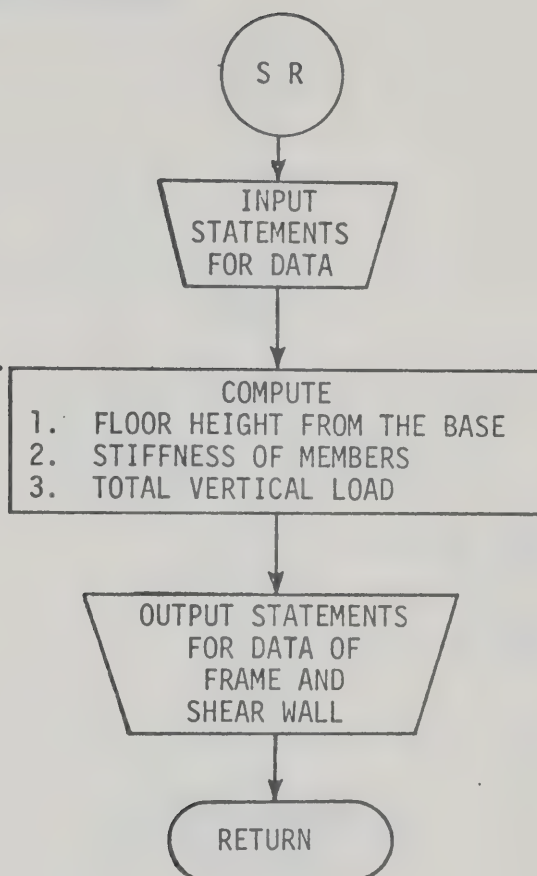 S R
INPUT
STATEMENTS
FOR DATA
COMPUTE
1. FLOOR HEIGHT FROM THE BASE
2. STIFFNESS OF MEMBERS
3. TOTAL VERTICAL LOAD
OUTPUT STATEMENTS
FOR DATA OF
FRAME AND
SHEAR WALL
RETURN